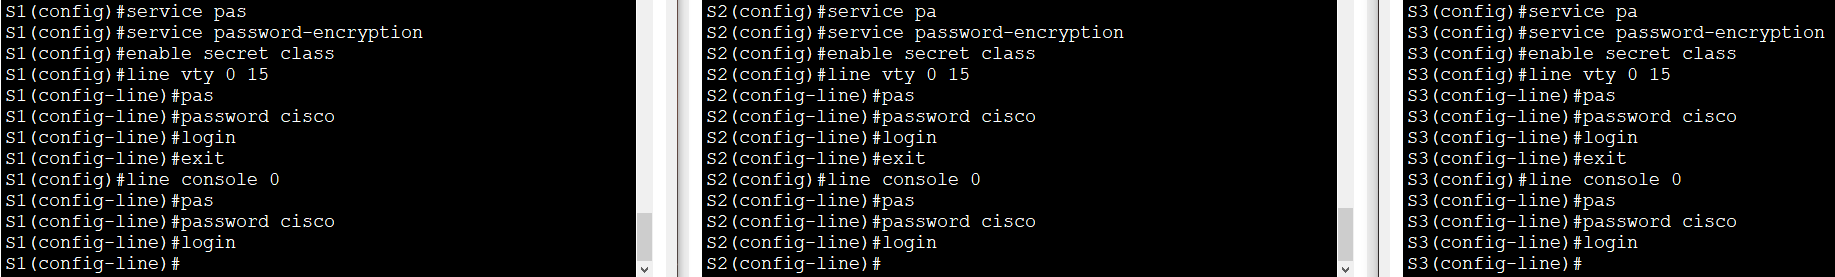 S1(config)#service pas
S1(config)#service password-encryption
S1(config)#enable secret class
S1(config)#line vty 0 15
S1(config-line)#pas
S1(config-line)#password cisco
S1(config-line)#login
S1(config-line)#exit
S1(config)#line console 0
S1(config-line)#pas
S1(config-line)#password cisco
S1(config-line)#login
S1(config-line)#
S2(config)#service pa
S2(config)#service password-encryption
S2(config)#enable secret class
S2(config)#line vty 0 15
S2(config-line)#pas
S2(config-line)#password cisco
S2(config-line)#login
S2(config-line)#exit
S2(config)#line console 0
S2(config-line)#pas
S2(config-line)#password cisco
S2(config-line)#login
S2(config-line)#
S3(config)#service pa
S3(config)#service password-encryption
S3(config)#enable secret class
S3(config)#line vty 0 15
S3(config-line)#pas
S3(config-line)#password cisco
S3(config-line)#login
S3(config-line)#exit
S3(config)#line console 0
S3(config-line)#pas
S3(config-line)#password cisco
S3(config-line)#login
S3(config-line)#